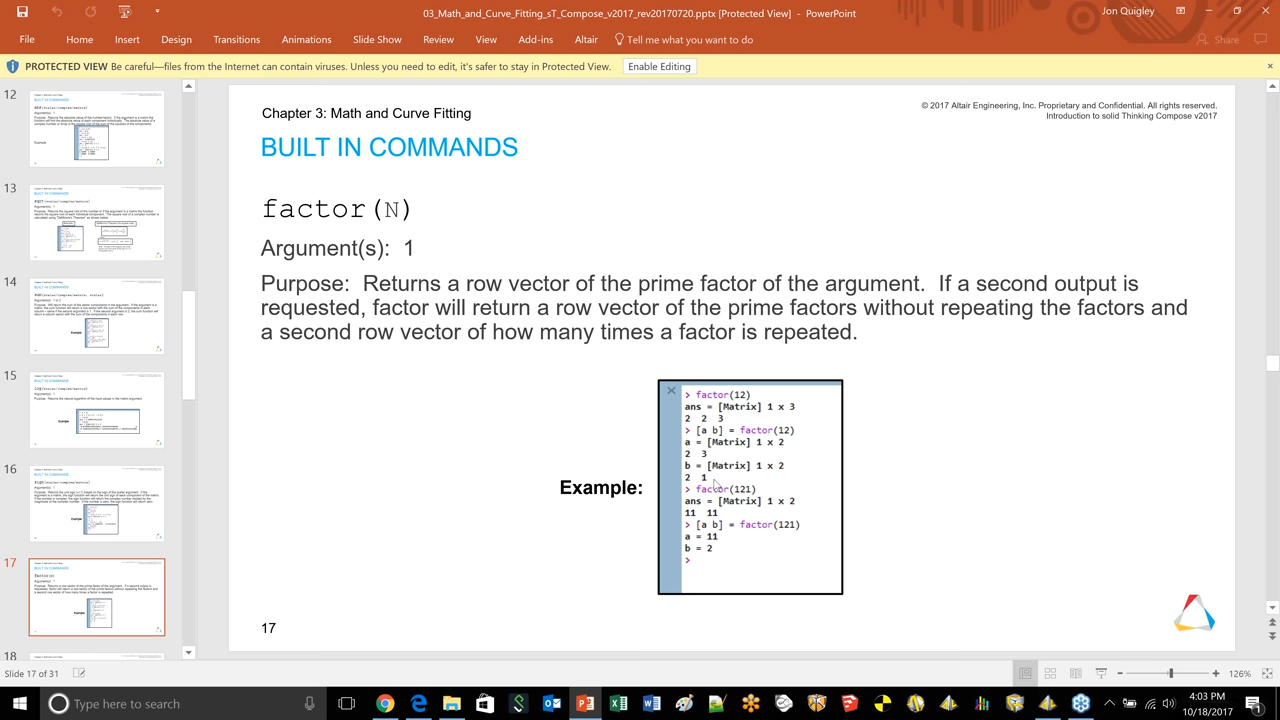 03_Math and Curve Fitting_sT_Compose_v2017_rev20170720.ppx [Protected View] - PowerPoint
Jon Quigley
File Home Insert Design Transitions Animations Slide Show Review View Add-ins Altair Tell me what you want to do
Share
PROTECTED VIEW Be careful—files from the Internet can contain viruses. Unless you need to edit, it's safer to stay in Protected View. Enable Editing
12
13
14
15
16
17
18
Chapter 3: Math and Curve Fitting
© 2017 Altair Engineering, Inc. Proprietary and Confidential. All rights reserved.
Introduction to solid Thinking Compose v2017
BUILT IN COMMANDS
factor(N)
Argument(s): 1
Purpose: Returns a row vector of the prime factor of the argument. If a second output is
requested, factor will return a row vector of the prime factors without repeating the factors and
a second row vector of how many times a factor is repeated.
Example:
> factor(12)
ans = [Matrix] 1 x 3
2 2 3
> [a b] = factor(12)
a = [Matrix] 1 x 2
2 3
b = [Matrix] 1 x 2
2 1
> factor(121)
ans = [Matrix] 1 x 2
11 11
> [a b] = factor(121)
a = 11
b = 2
>
17
Slide 17 of 31
126%
Type here to search
4:03 PM
10/18/2017